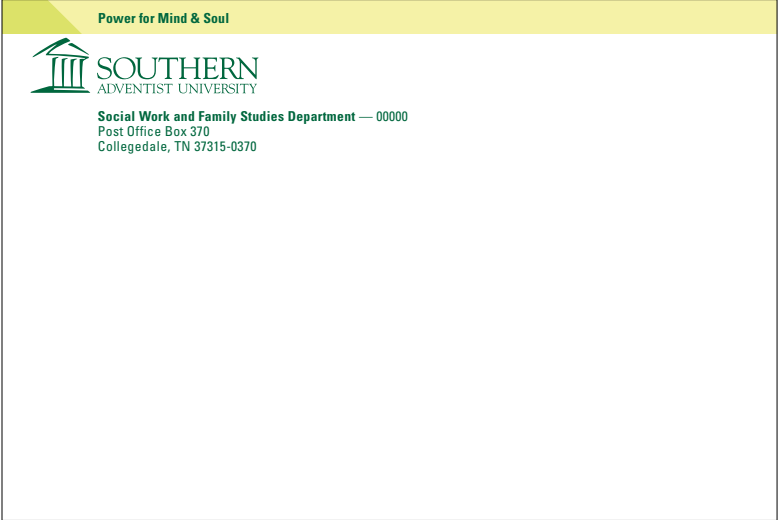 Power for Mind & Soul
SOUTHERN
ADVENTIST UNIVERSITY
Social Work and Family Studies Department — 00000
Post Office Box 370
Collegedale, TN 37315-0370